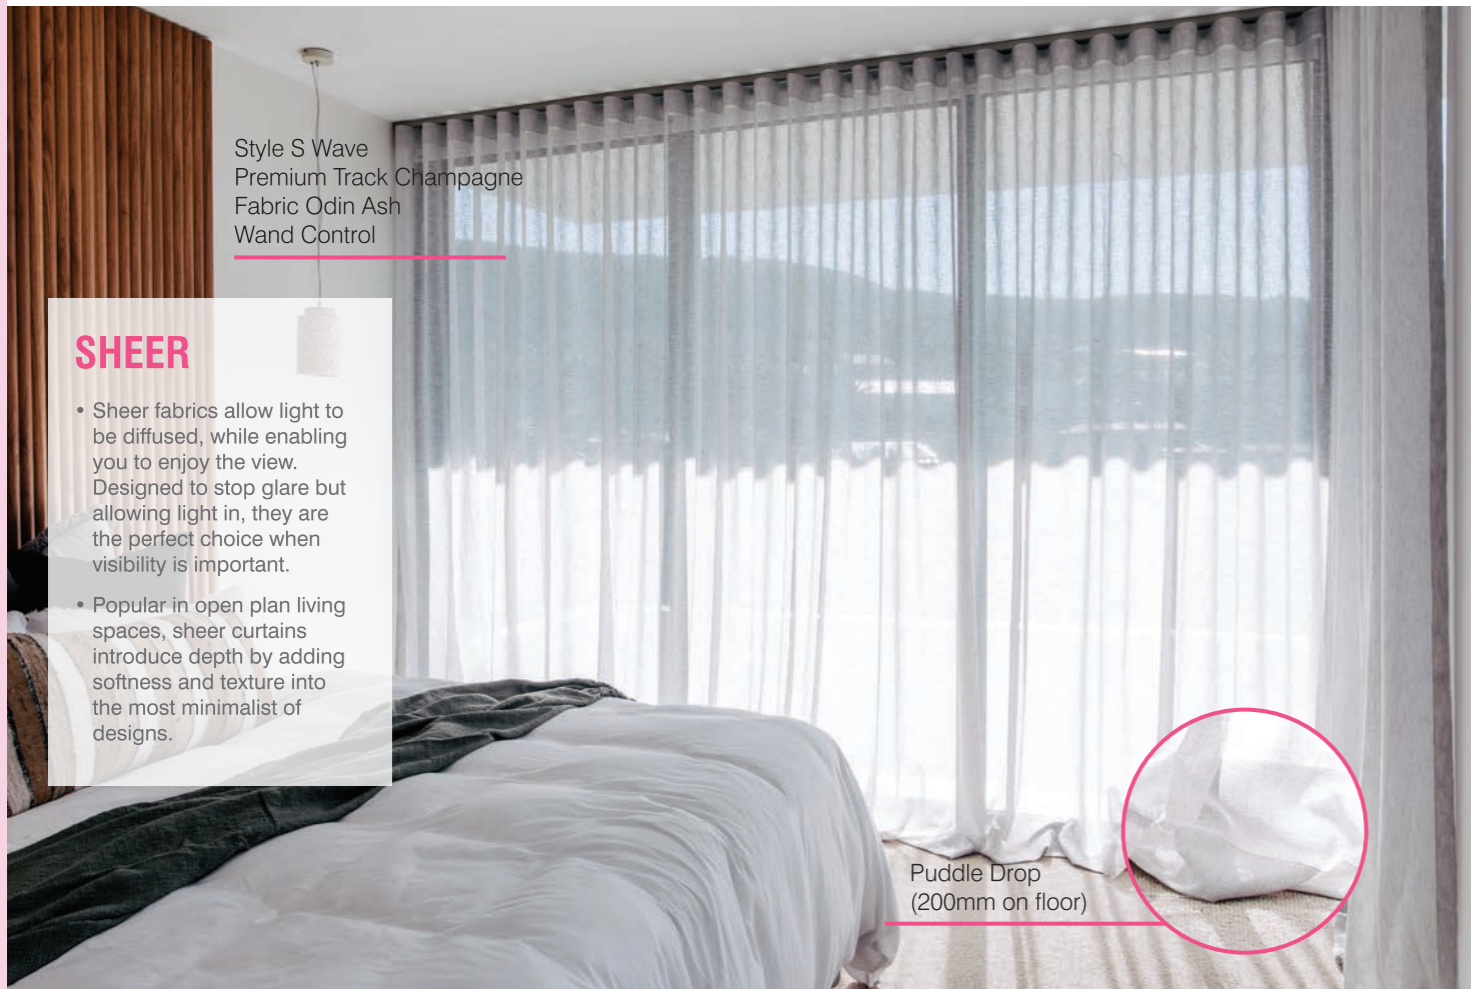 Style S Wave
Premium Track Champagne
Fabric Odin Ash
Wand Control
SHEER
• Sheer fabrics allow light to
be diffused, while enabling
you to enjoy the view.
Designed to stop glare but
allowing light in, they are
the perfect choice when
visibility is important.
• Popular in open plan living
spaces, sheer curtains
introduce depth by adding
softness and texture into
the most minimalist of
designs.
Puddle Drop
(200mm on floor)